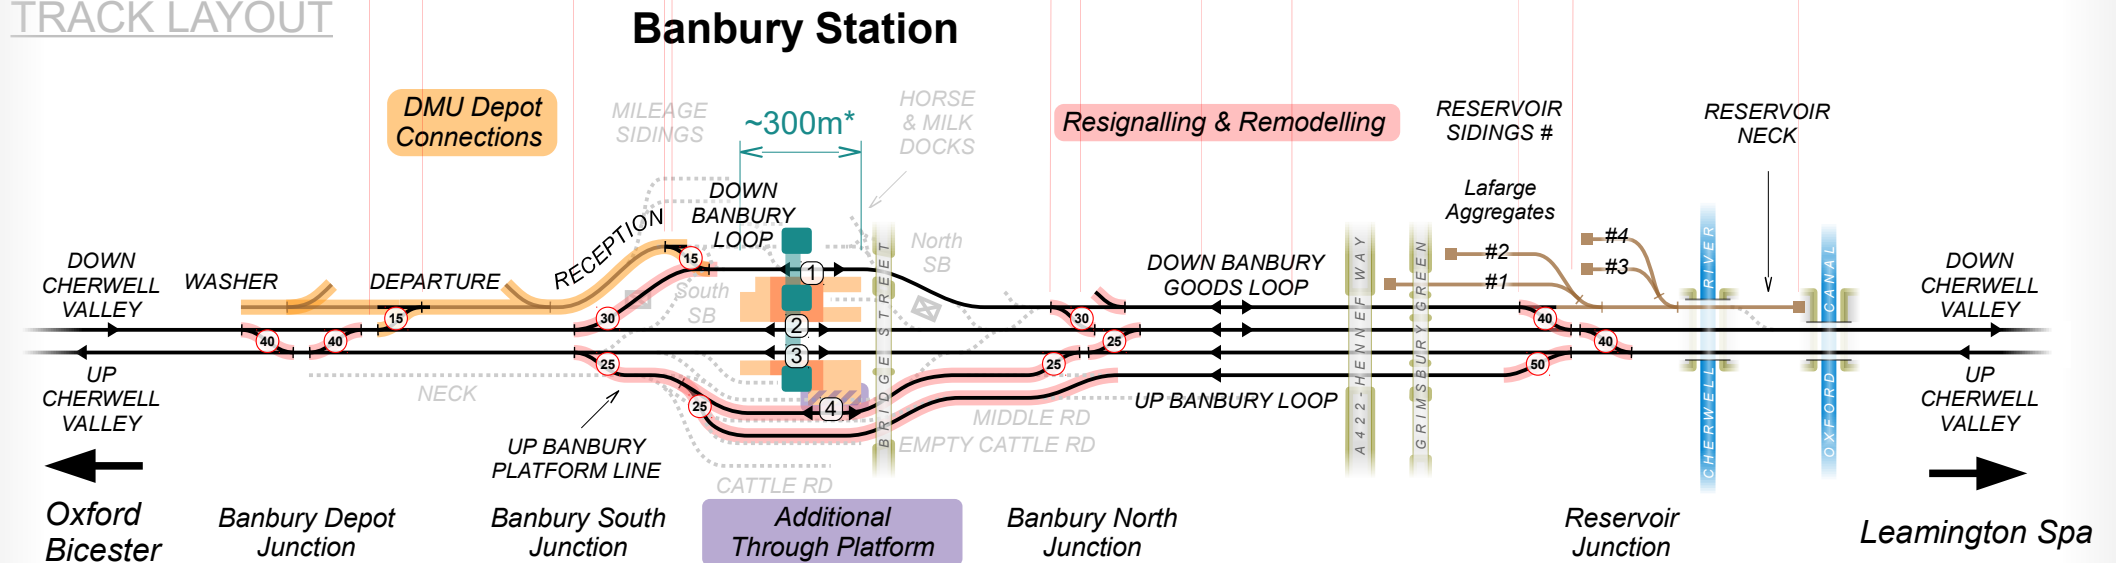 TRACK LAYOUT
Banbury Station
DMU Depot
Connections
MILEAGE
SIDINGS
~300m*
HORSE
& MILK
DOCKS
Resignalling & Remodelling
RESERVOIR
SIDINGS #
RESERVOIR
NECK
DOWN
BANBURY
LOOP
RECEPTION
Lafarge
Aggregates
#4
#2
#3
#1
North
SB
South
SB
DOWN
CHERWELL
VALLEY
WASHER
DEPARTURE
15
15
30
40
40
25
25
1
2
3
4
BRIDGE STREET
DOWN BANBURY
GOODS LOOP
30
25
25
40
40
50
A422-HENNEF WAY
GRIMSBURY GREEN
RIVER
CHERWELL
CANAL
OXFORD
DOWN
CHERWELL
VALLEY
UP
CHERWELL
VALLEY
NECK
UP BANBURY
PLATFORM LINE
MIDDLE RD
EMPTY CATTLE RD
CATTLE RD
UP BANBURY LOOP
UP
CHERWELL
VALLEY
Oxford
Bicester
Banbury Depot
Junction
Banbury South
Junction
Additional
Through Platform
Banbury North
Junction
Reservoir
Junction
Leamington Spa